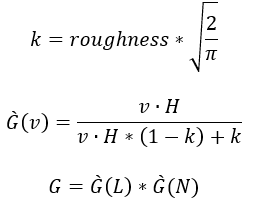 k = roughness * √(2/π)
G̀(v) = (v · H)/(v · H * (1 − k) + k)
G = G̀(L) * G̀(N)